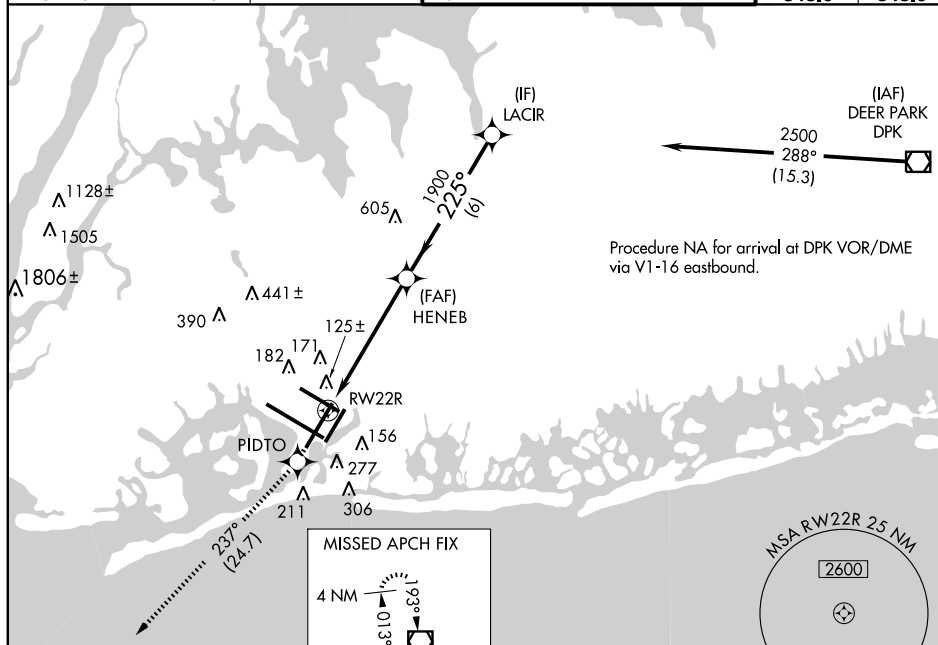 (IF)
LACIR
(IAF)
DEER PARK
DPK
2500
288°
(15.3)
1900
225°
(6)
605
1128±
1505
1806±
Procedure NA for arrival at DPK VOR/DME
via V1-16 eastbound.
441±
390
(FAF)
HENEB
125±
171
182
RW22R
PIDTO
156
277
211
306
237°
(24.7)
MISSED APCH FIX
4 NM
193°
013°
MSA RW22R 25 NM
2600